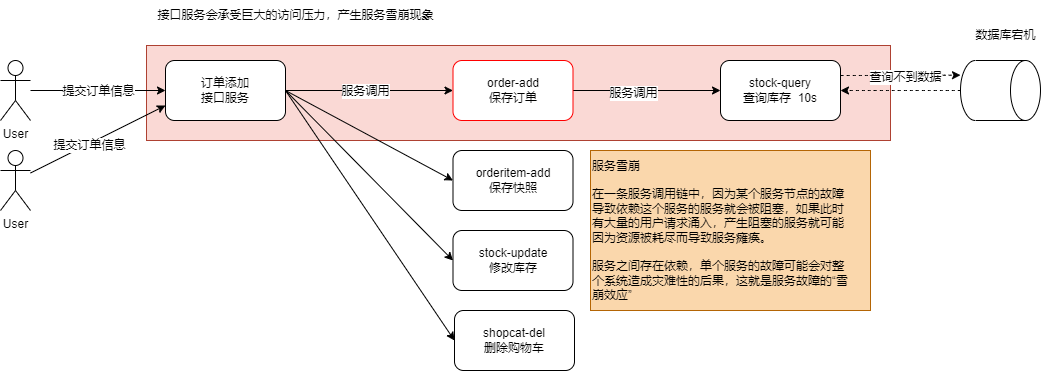 接口服务会承受巨大的访问压力，产生服务雪崩现象
数据库宕机
User
提交订单信息
订单添加
接口服务
服务调用
order-add
保存订单
服务调用
stock-query
查询库存  10s
查询不到数据
User
提交订单信息
orderitem-add
保存快照
stock-update
修改库存
shopcat-del
删除购物车
服务雪崩
在一条服务调用链中，因为某个服务节点的故障
导致依赖这个服务的服务就会被阻塞，如果此时
有大量的用户请求涌入，产生阻塞的服务就可能
因为资源被耗尽而导致服务瘫痪。
服务之间存在依赖，单个服务的故障可能会对整
个系统造成灾难性的后果，这就是服务故障的“雪
崩效应”